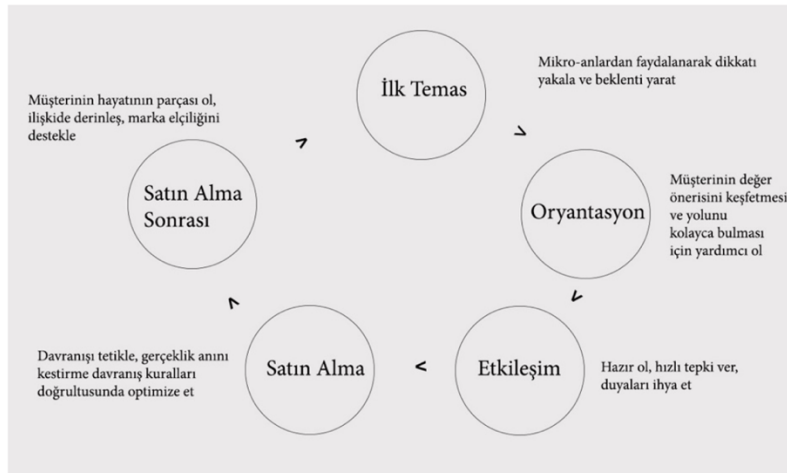 İlk Temas
Mikro-anlardan faydalanarak dikkatı
yakala ve beklenti yarat
Oryantasyon
Müşterinin değer
önerisini keşfetmesi
ve yolunu
kolayca bulması
için yardımcı ol
Etkileşim
Hazır ol, hızlı tepki ver,
duyaları ihya et
Satın Alma
Davranışı tetikle, gerçeklik anını
kestirme davranış kuralları
doğrultusunda optimize et
Satın Alma
Sonrası
Müşterinin hayatının parçası ol,
ilişkide derinleş, marka elçiliğini
destekle